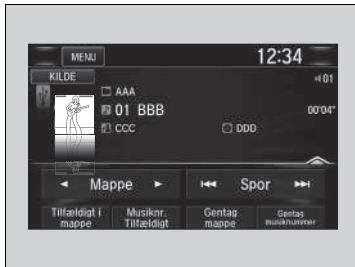 MENU 12:34
KILDE 01
AAA
01 BBB 00'04"
CCC DDD
Mappe Spor
Tilfældigt i mappe
Musiknr. Tilfældigt
Gentag mappe
Gentag musiknummer